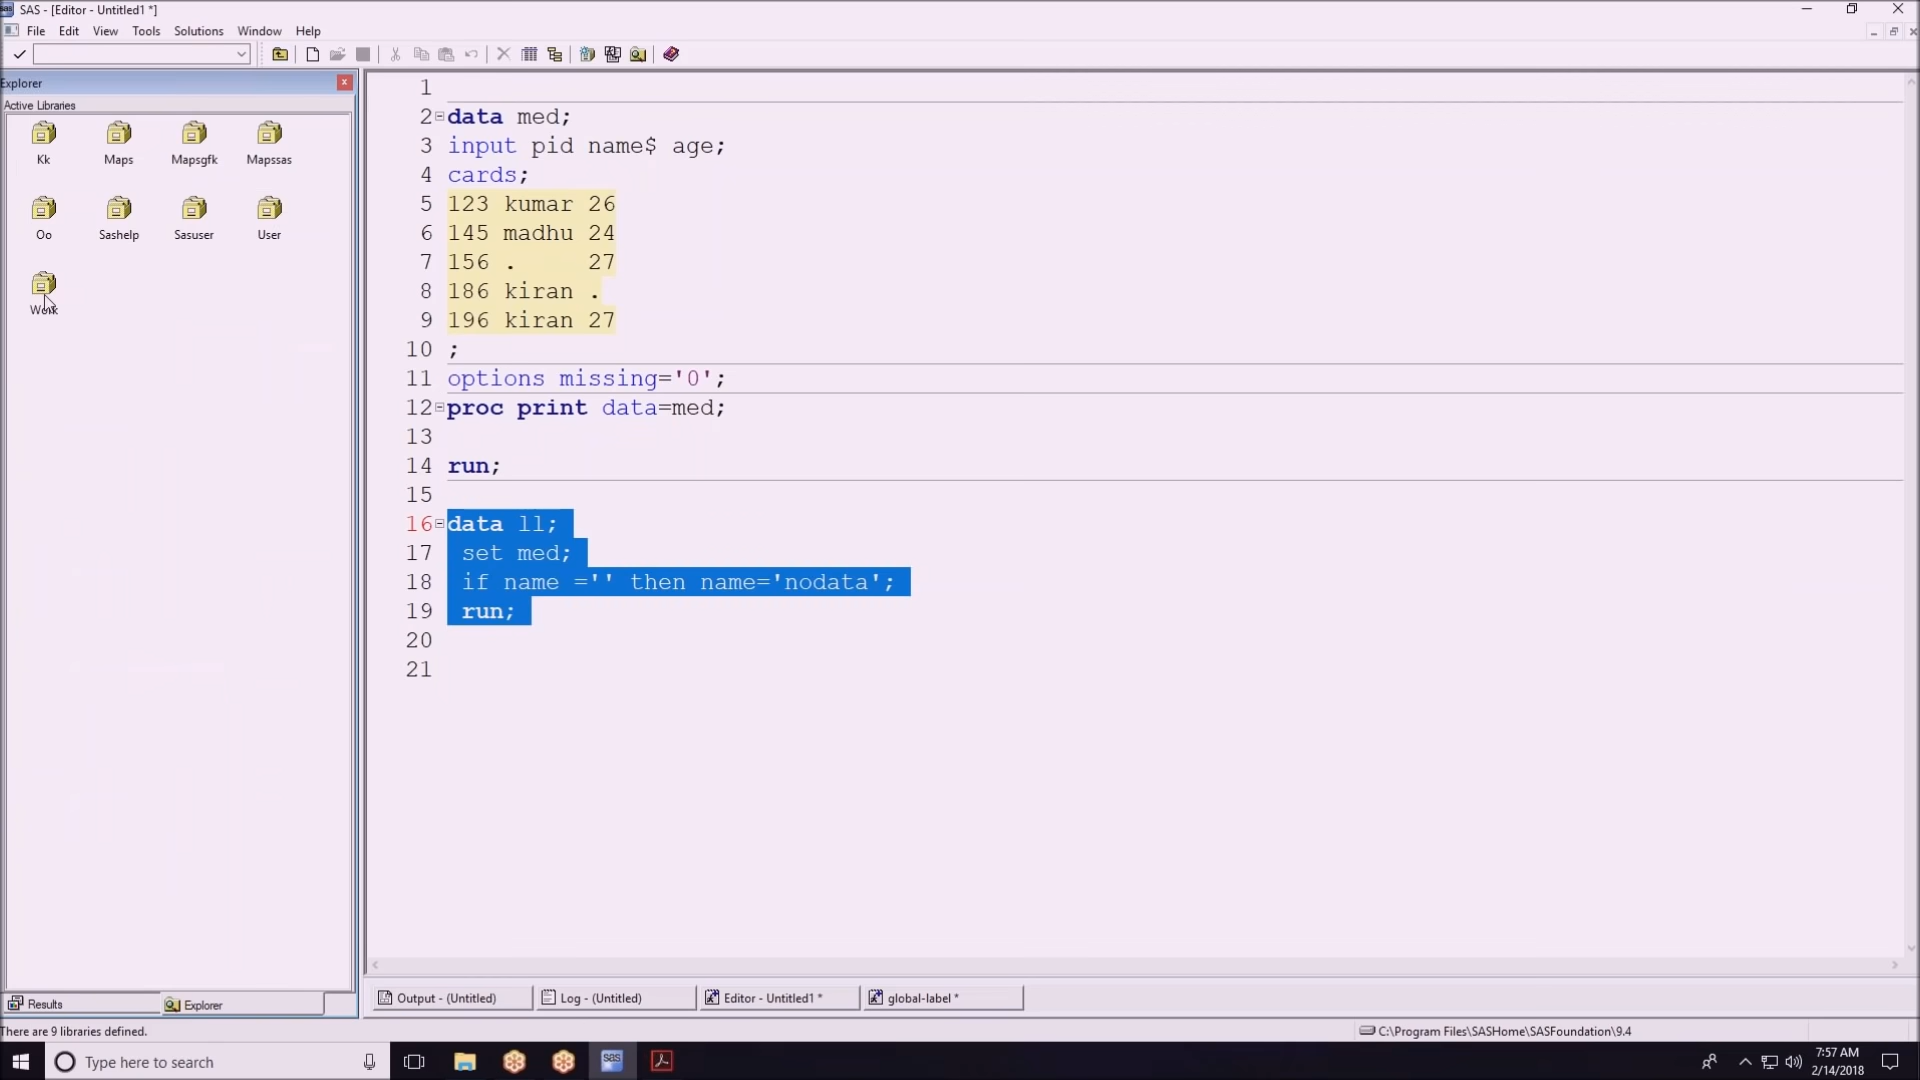 SAS - [Editor - Untitled1 *]
File Edit View Tools Solutions Window Help
Explorer
Active Libraries
Kk Maps Mapsgfk Mapssas
Oo Sashelp Sasuser User
Work
1
2 data med;
3 input pid name$ age;
4 cards;
5 123 kumar 26
6 145 madhu 24
7 156 . 27
8 186 kiran .
9 196 kiran 27
10 ;
11 options missing='0';
12 proc print data=med;
13
14 run;
15
16 data ll;
17 set med;
18 if name ='' then name='nodata';
19 run;
20
21
Results Explorer
Output - (Untitled) Log - (Untitled) Editor - Untitled1 * global-label *
There are 9 libraries defined.
C:\Program Files\SASHome\SASFoundation\9.4
Type here to search
sas
7:57 AM
2/14/2018